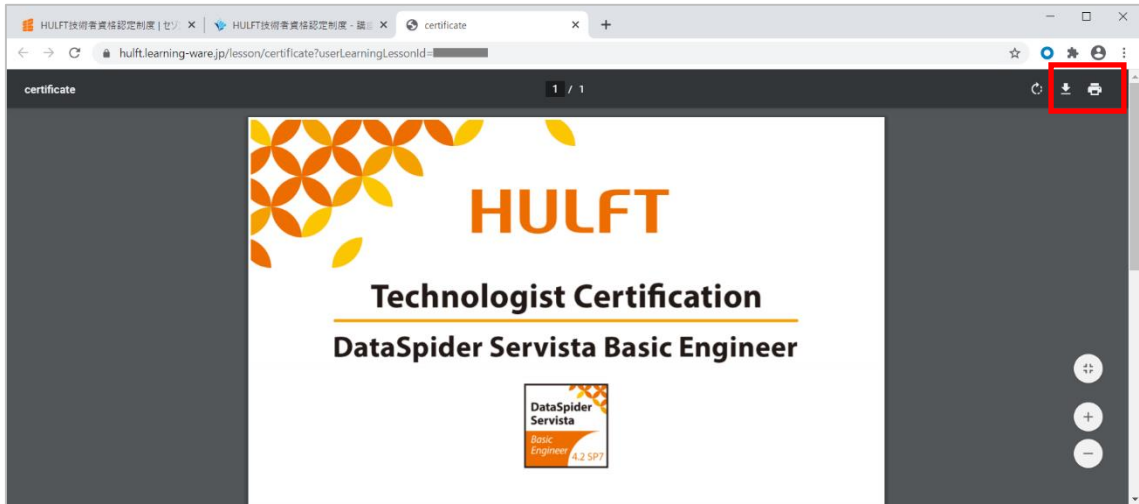 HULFT技術者資格認定制度 | セゾ
HULFT技術者資格認定制度 - 講
certificate
hulft.learning-ware.jp/lesson/certificate?userLearningLessonId=
certificate
1 / 1
HULFT
Technologist Certification
DataSpider Servista Basic Engineer
DataSpider
Servista
Basic
Engineer
4.2 SP7